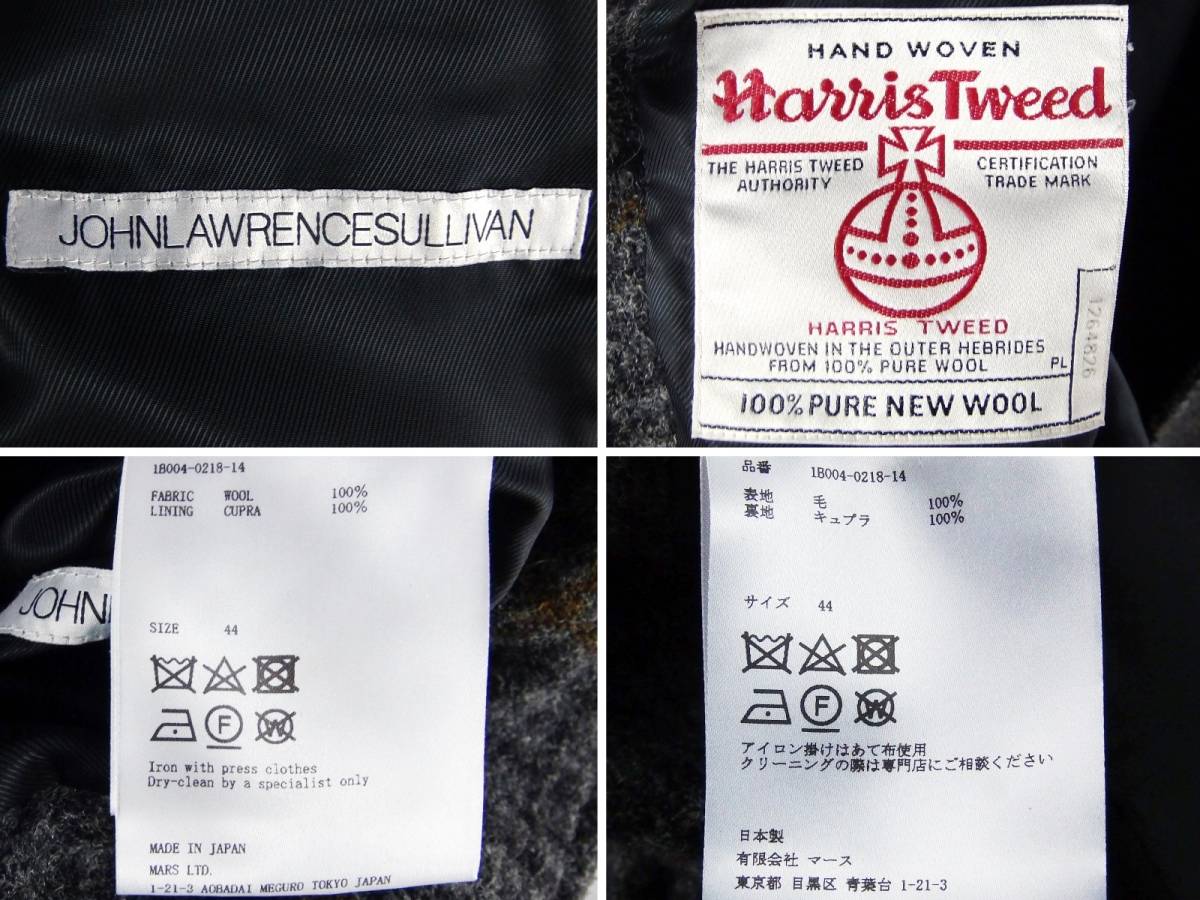 JOHNLAWRENCESULLIVAN
HAND WOVEN
Harris Tweed
THE HARRIS TWEED AUTHORITY
CERTIFICATION TRADE MARK
HARRIS TWEED
HANDWOVEN IN THE OUTER HEBRIDES
FROM 100% PURE WOOL
PL
1264826
100% PURE NEW WOOL
1B004-0218-14
FABRIC WOOL 100%
LINING CUPRA 100%
JOHN
SIZE 44
F
W
Iron with press clothes
Dry-clean by a specialist only
MADE IN JAPAN
MARS LTD.
1-21-3 AOBADAI MEGURO TOKYO JAPAN
品番 1B004-0218-14
表地 毛 100%
裏地 キュプラ 100%
サイズ 44
F
W
アイロン掛けはあて布使用
クリーニングの際は専門店にご相談ください
日本製
有限会社 マース
東京都 目黒区 青葉台 1-21-3